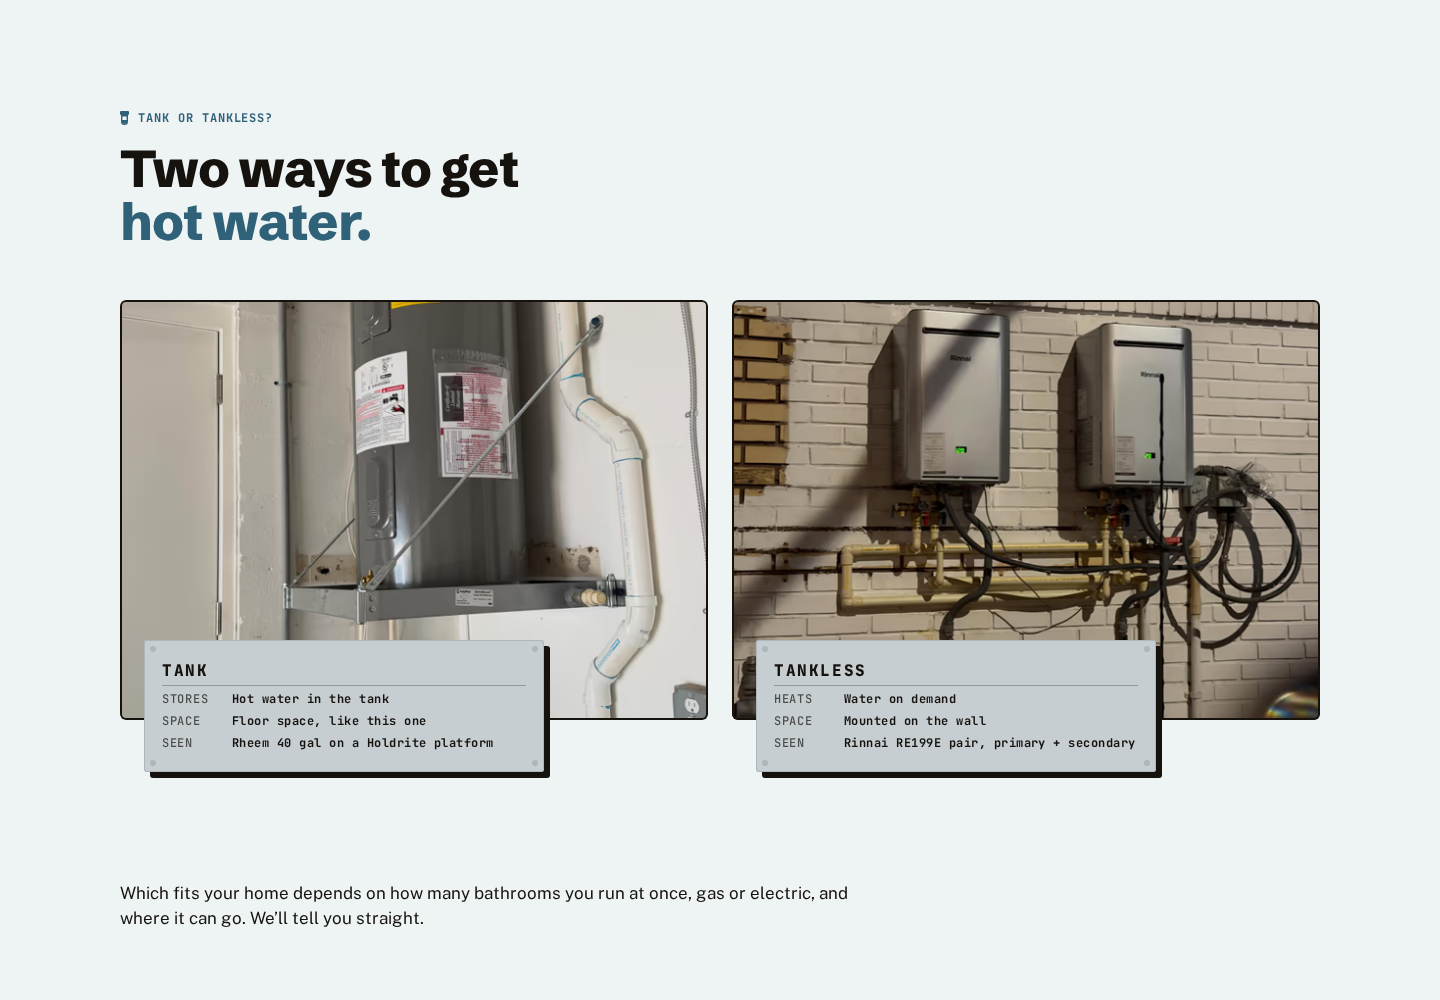 TANK OR TANKLESS?
Two ways to get
hot water.
Rinnai
Rinnai
TANK
STORES Hot water in the tank
SPACE Floor space, like this one
SEEN Rheem 40 gal on a Holdrite platform
TANKLESS
HEATS Water on demand
SPACE Mounted on the wall
SEEN Rinnai RE199E pair, primary + secondary
Which fits your home depends on how many bathrooms you run at once, gas or electric, and
where it can go. We’ll tell you straight.